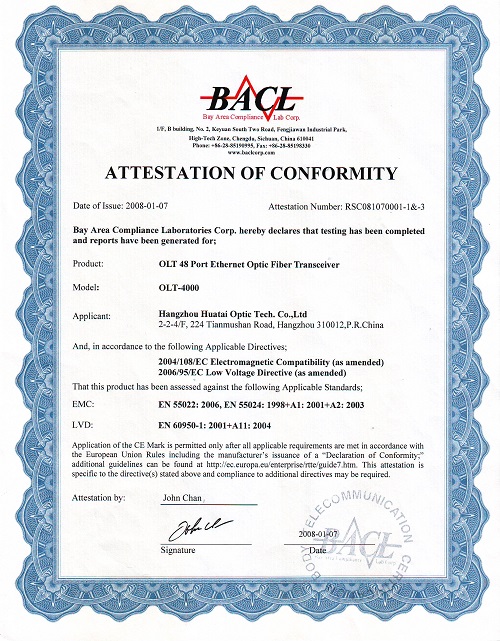 BACL
Bay Area Compliance Lab Corp.
1/F, B building, No. 2, Keyuan South Two Road, Fengjiawan Industrial Park,
High-Tech Zone, Chengdu, Sichuan, China 610041
Phone: +86-28-85190995, Fax: +86-28-85198330
www.baclcorp.com
ATTESTATION OF CONFORMITY
Date of Issue: 2008-01-07 Attestation Number: RSC081070001-1&-3
Bay Area Compliance Laboratories Corp. hereby declares that testing has been completed
and reports have been generated for;
Product: OLT 48 Port Ethernet Optic Fiber Transceiver
Model: OLT-4000
Applicant: Hangzhou Huatai Optic Tech. Co.,Ltd
2-2-4/F, 224 Tianmushan Road, Hangzhou 310012,P.R.China
And, in accordance to the following Applicable Directives;
2004/108/EC Electromagnetic Compatibility (as amended)
2006/95/EC Low Voltage Directive (as amended)
That this product has been assessed against the following Applicable Standards;
EMC: EN 55022: 2006, EN 55024: 1998+A1: 2001+A2: 2003
LVD: EN 60950-1: 2001+A11: 2004
Application of the CE Mark is permitted only after all applicable requirements are met in accordance with
the European Union Rules including the manufacturer's issuance of a "Declaration of Conformity;"
additional guidelines can be found at http://ec.europa.eu/enterprise/rtte/guide7.htm. This attestation is
specific to the directive(s) stated above and compliance to additional directives may be required.
Attestation by: John Chan
2008-01-07
Signature Date
TELECOMMUNICATION CERT
BODY
BACL